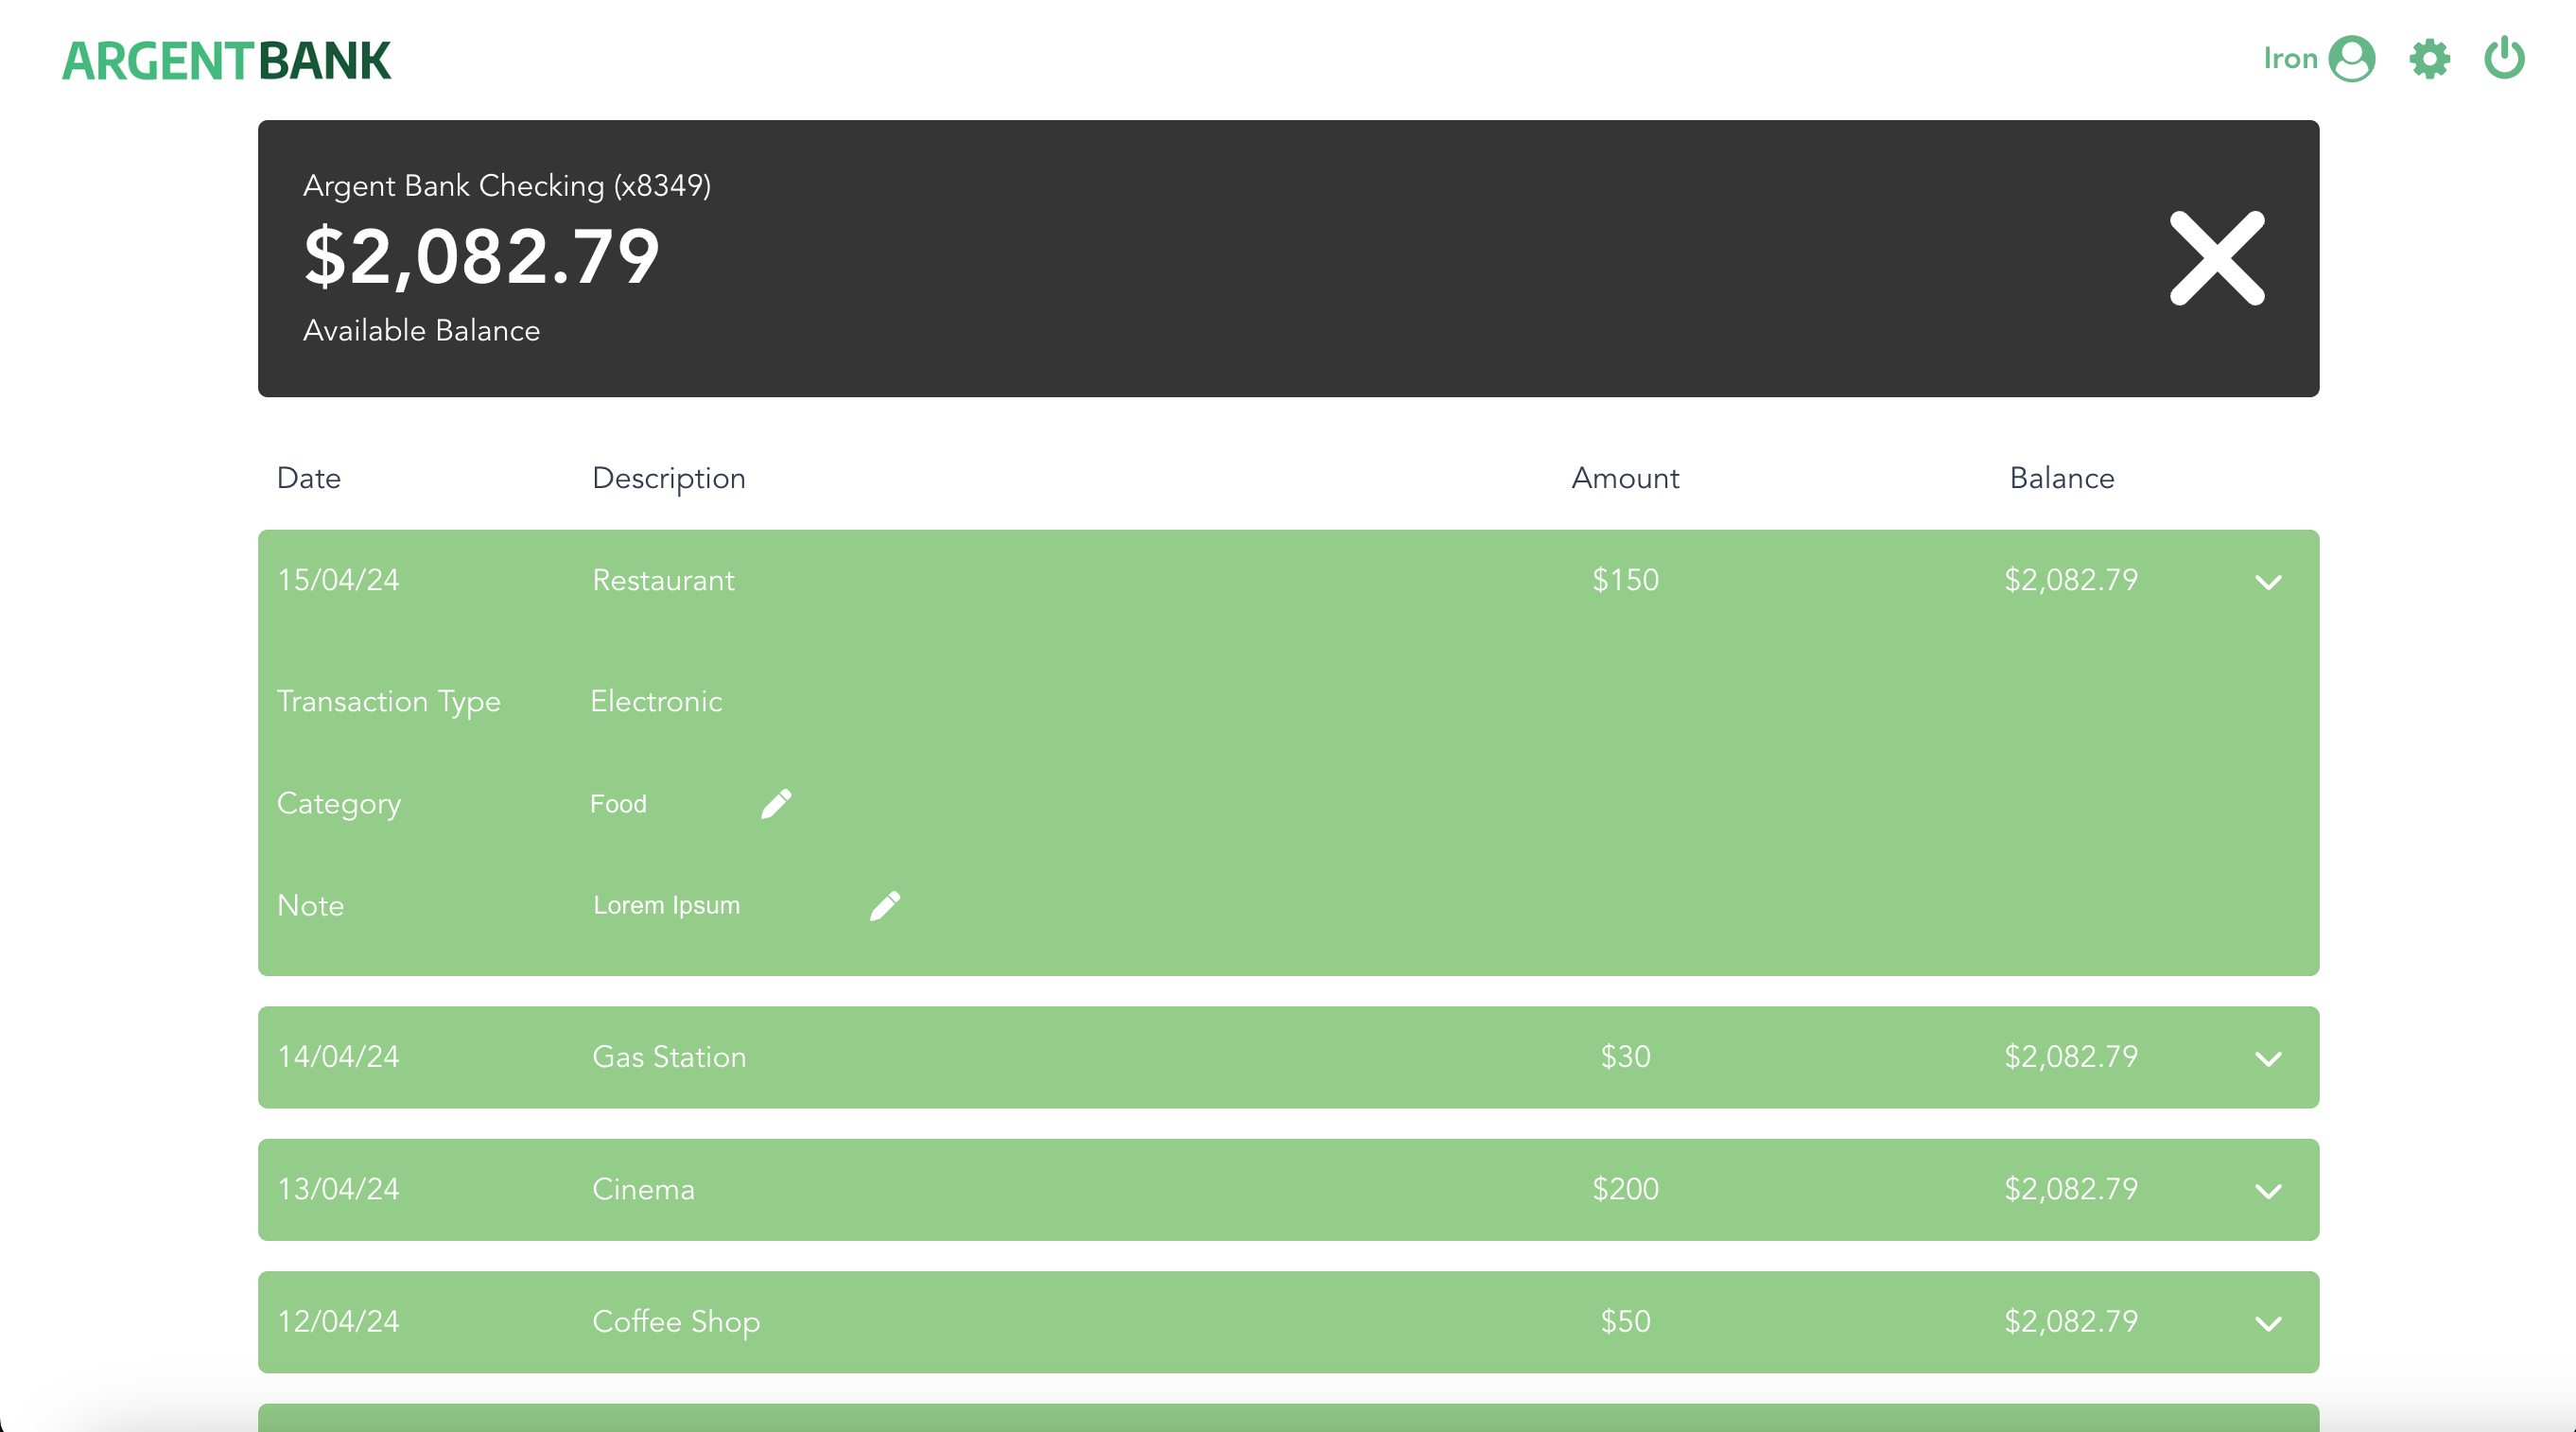 ARGENTBANK
Iron
Argent Bank Checking (x8349)
$2,082.79
Available Balance
Date Description Amount Balance
15/04/24 Restaurant $150 $2,082.79
Transaction Type Electronic
Category Food
Note Lorem Ipsum
14/04/24 Gas Station $30 $2,082.79
13/04/24 Cinema $200 $2,082.79
12/04/24 Coffee Shop $50 $2,082.79